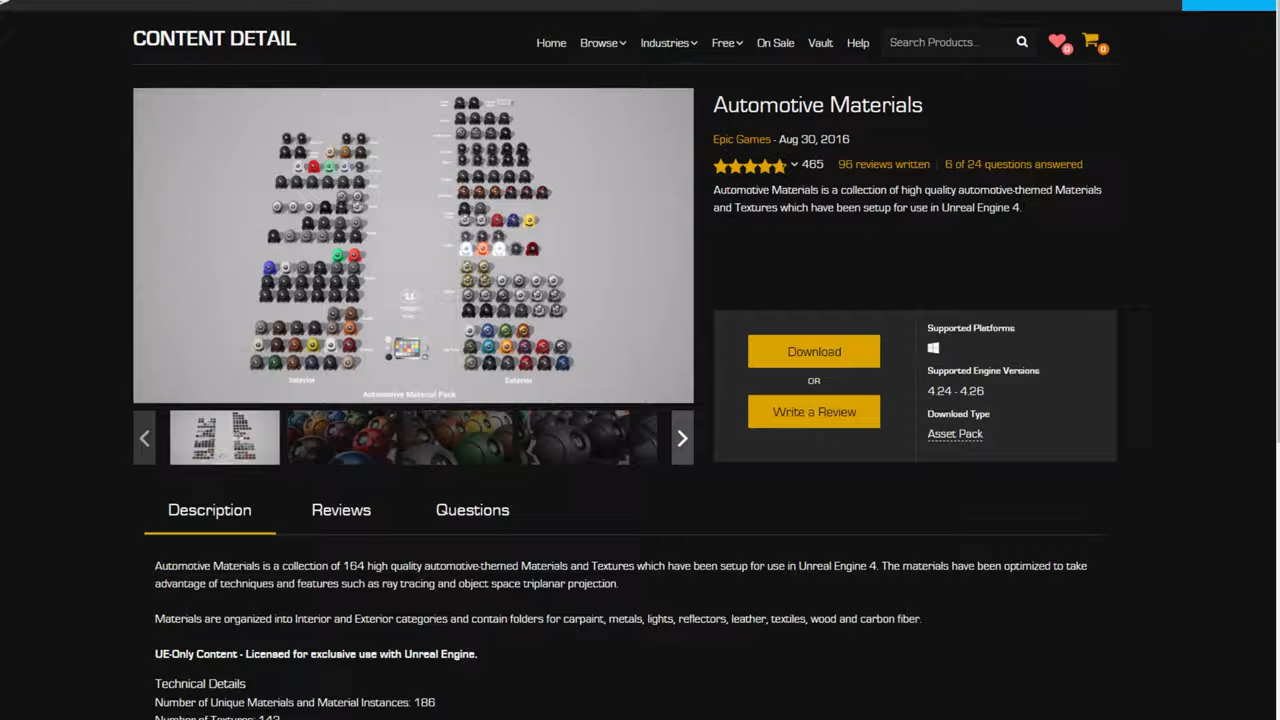 CONTENT DETAIL
Home
Browse
Industries
Free
On Sale
Vault
Help
Search Products...
0
0
Automotive Materials
Epic Games - Aug 30, 2016
465
96 reviews written
6 of 24 questions answered
Automotive Materials is a collection of high quality automotive-themed Materials
and Textures which have been setup for use in Unreal Engine 4.
Interior
Exterior
Automotive Material Pack
Download
OR
Write a Review
Supported Platforms
Supported Engine Versions
4.24 - 4.26
Download Type
Asset Pack
Description
Reviews
Questions
Automotive Materials is a collection of 164 high quality automotive-themed Materials and Textures which have been setup for use in Unreal Engine 4. The materials have been optimized to take
advantage of techniques and features such as ray tracing and object space triplanar projection.
Materials are organized into Interior and Exterior categories and contain folders for carpaint, metals, lights, reflectors, leather, textiles, wood and carbon fiber.
UE-Only Content - Licensed for exclusive use with Unreal Engine.
Technical Details
Number of Unique Materials and Material Instances: 186
Number of Textures: 142